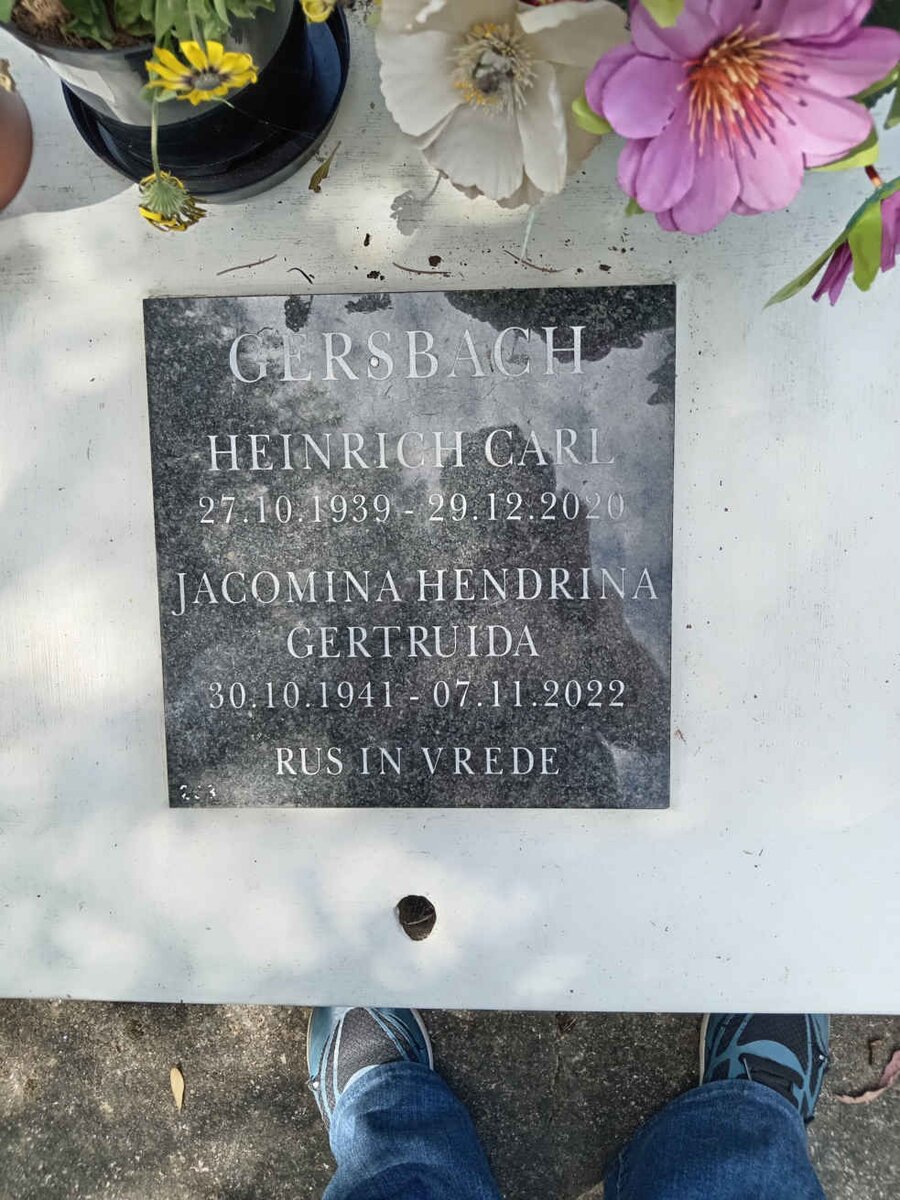 GERSBACH
HEINRICH CARL
27.10.1939 - 29.12.2020
JACOMINA HENDRINA
GERTRUIDA
30.10.1941 - 07.11.2022
RUS IN VREDE